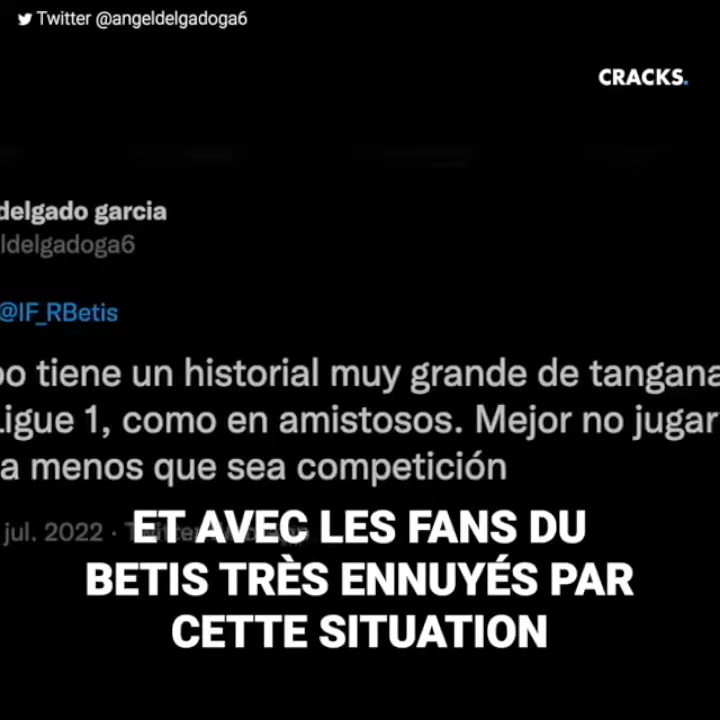 Twitter @angeldelgadoga6
CRACKS.
delgado garcia
ldelgadoga6
@IF_RBetis
po tiene un historial muy grande de tangana
Ligue 1, como en amistosos. Mejor no jugar
a menos que sea competición
jul. 2022 ·
ET AVEC LES FANS DU
BETIS TRÈS ENNUYÉS PAR
CETTE SITUATION